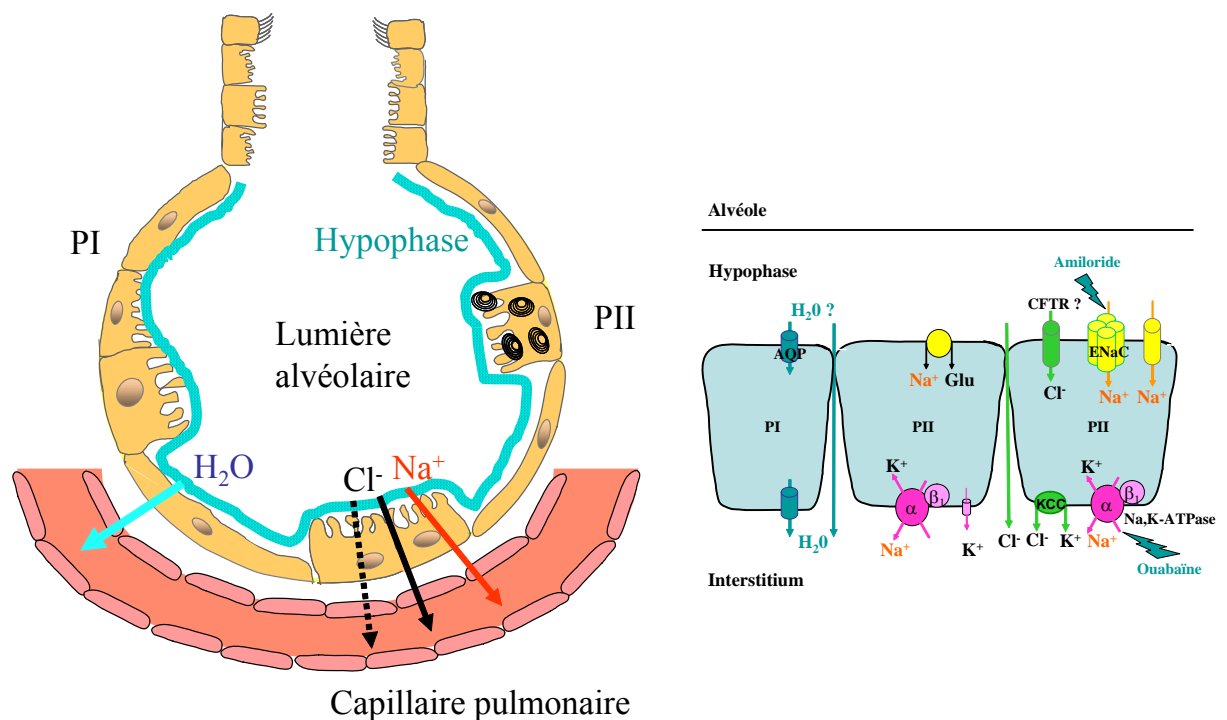 PI
Hypophase
PII
Lumière
alvéolaire
H₂O
Cl⁻
Na⁺
Capillaire pulmonaire
Alvéole
Hypophase
Amiloride
H₂0 ?
CFTR ?
AQP
ENaC
Na⁺ Glu
Cl⁻
Na⁺
Na⁺
PI
PII
PII
K⁺
K⁺
α
β₁
KCC
α
β₁
Na,K-ATPase
H₂0
Na⁺
K⁺
Cl⁻
Cl⁻
K⁺
Na⁺
Interstitium
Ouabaïne